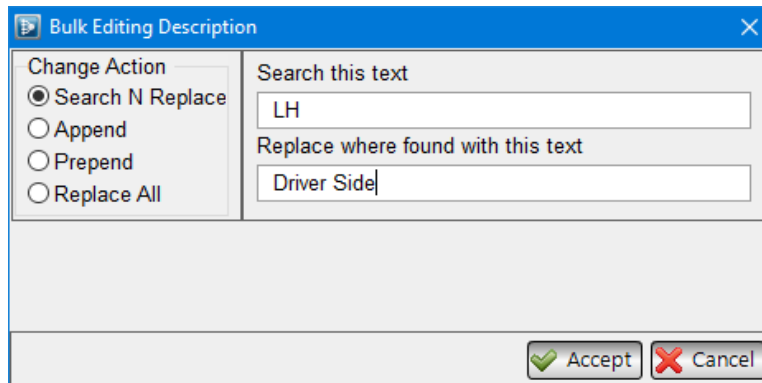 Bulk Editing Description
Change Action
Search N Replace
Append
Prepend
Replace All
Search this text
LH
Replace where found with this text
Driver Side
Accept
Cancel